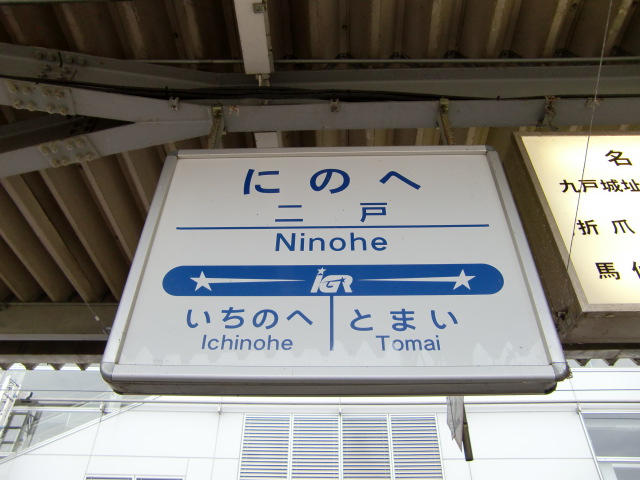 にのへ
二戸
Ninohe
IGR
いちのへ とまい
Ichinohe Tomai
名
九戸城址
折爪
馬